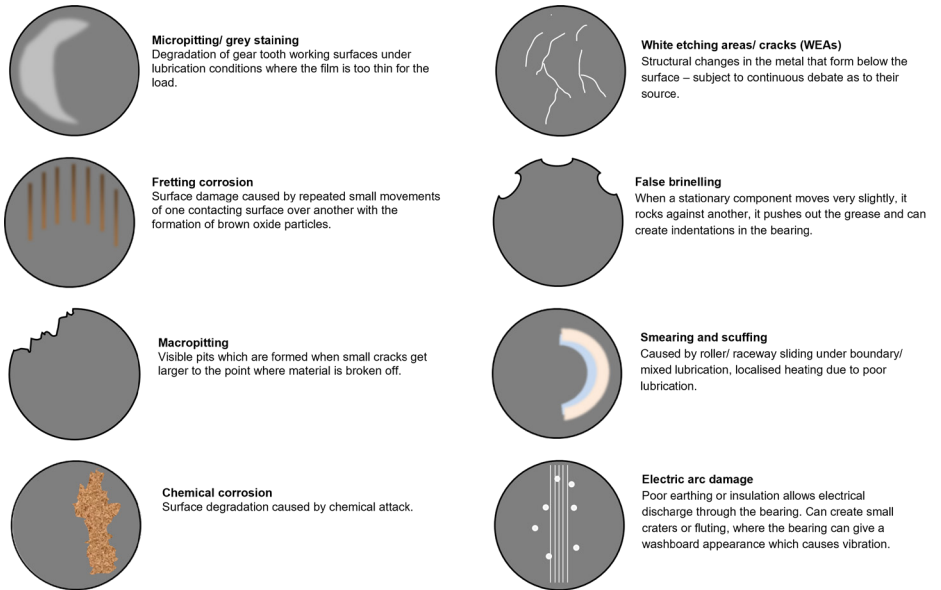 Micropitting/ grey staining
Degradation of gear tooth working surfaces under
lubrication conditions where the film is too thin for the
load.
White etching areas/ cracks (WEAs)
Structural changes in the metal that form below the
surface – subject to continuous debate as to their
source.
Fretting corrosion
Surface damage caused by repeated small movements
of one contacting surface over another with the
formation of brown oxide particles.
False brinelling
When a stationary component moves very slightly, it
rocks against another, it pushes out the grease and can
create indentations in the bearing.
Macropitting
Visible pits which are formed when small cracks get
larger to the point where material is broken off.
Smearing and scuffing
Caused by roller/ raceway sliding under boundary/
mixed lubrication, localised heating due to poor
lubrication.
Chemical corrosion
Surface degradation caused by chemical attack.
Electric arc damage
Poor earthing or insulation allows electrical
discharge through the bearing. Can create small
craters or fluting, where the bearing can give a
washboard appearance which causes vibration.